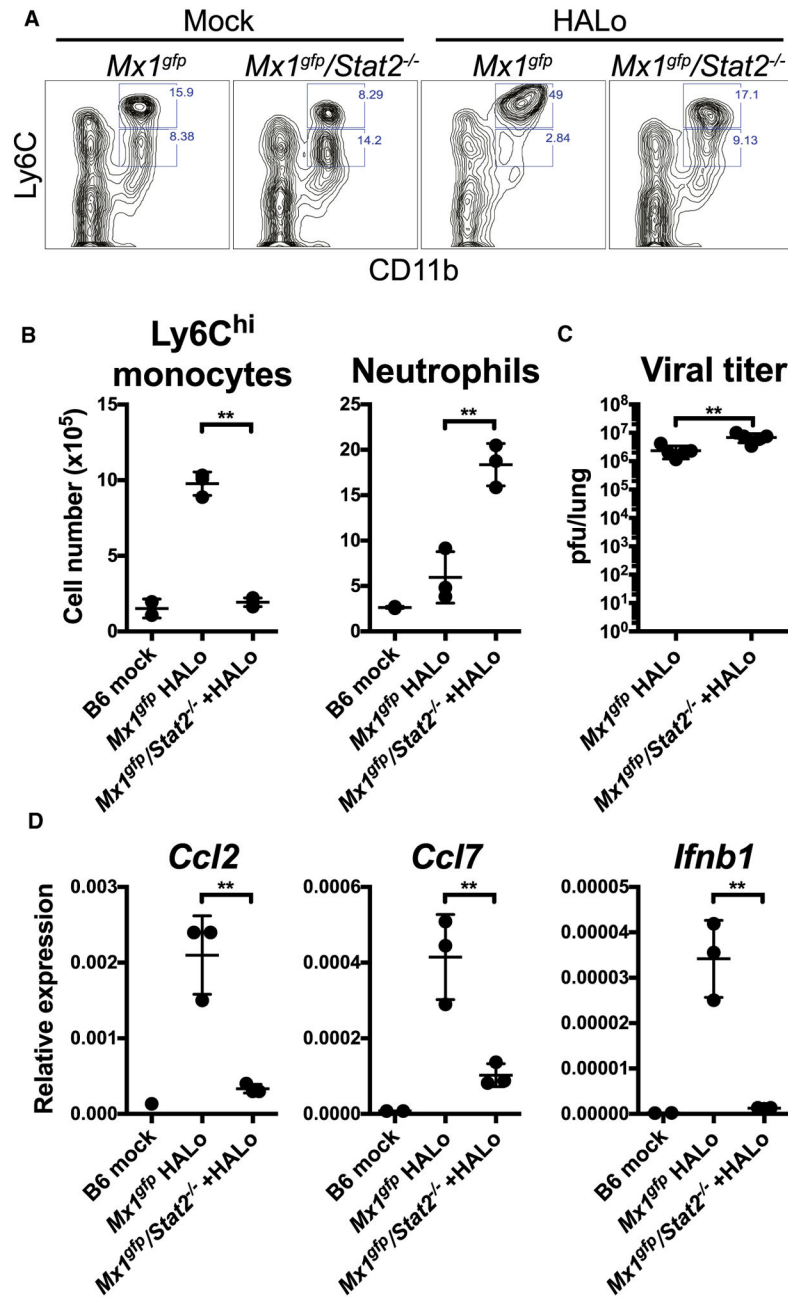 A
Mock HALo
Mx1gfp Mx1gfp/Stat2-/- Mx1gfp Mx1gfp/Stat2-/-
15.9 8.29 49 17.1
8.38 14.2 2.84 9.13
Ly6C
CD11b
B
Ly6Chi
monocytes
Cell number (x105)
15
10
5
0
B6 mock
Mx1gfp HALo
Mx1gfp/Stat2-/- +HALo
**
Neutrophils
25
20
15
10
5
0
B6 mock
Mx1gfp HALo
Mx1gfp/Stat2-/- +HALo
**
C
Viral titer
pfu/lung
108
107
106
105
104
103
102
101
100
Mx1gfp HALo
Mx1gfp/Stat2-/- +HALo
**
D
Ccl2
Relative expression
0.003
0.002
0.001
0.000
B6 mock
Mx1gfp HALo
Mx1gfp/Stat2-/- +HALo
**
Ccl7
0.0006
0.0004
0.0002
0.0000
B6 mock
Mx1gfp HALo
Mx1gfp/Stat2-/- +HALo
**
Ifnb1
0.00005
0.00004
0.00003
0.00002
0.00001
0.00000
B6 mock
Mx1gfp HALo
Mx1gfp/Stat2-/- +HALo
**